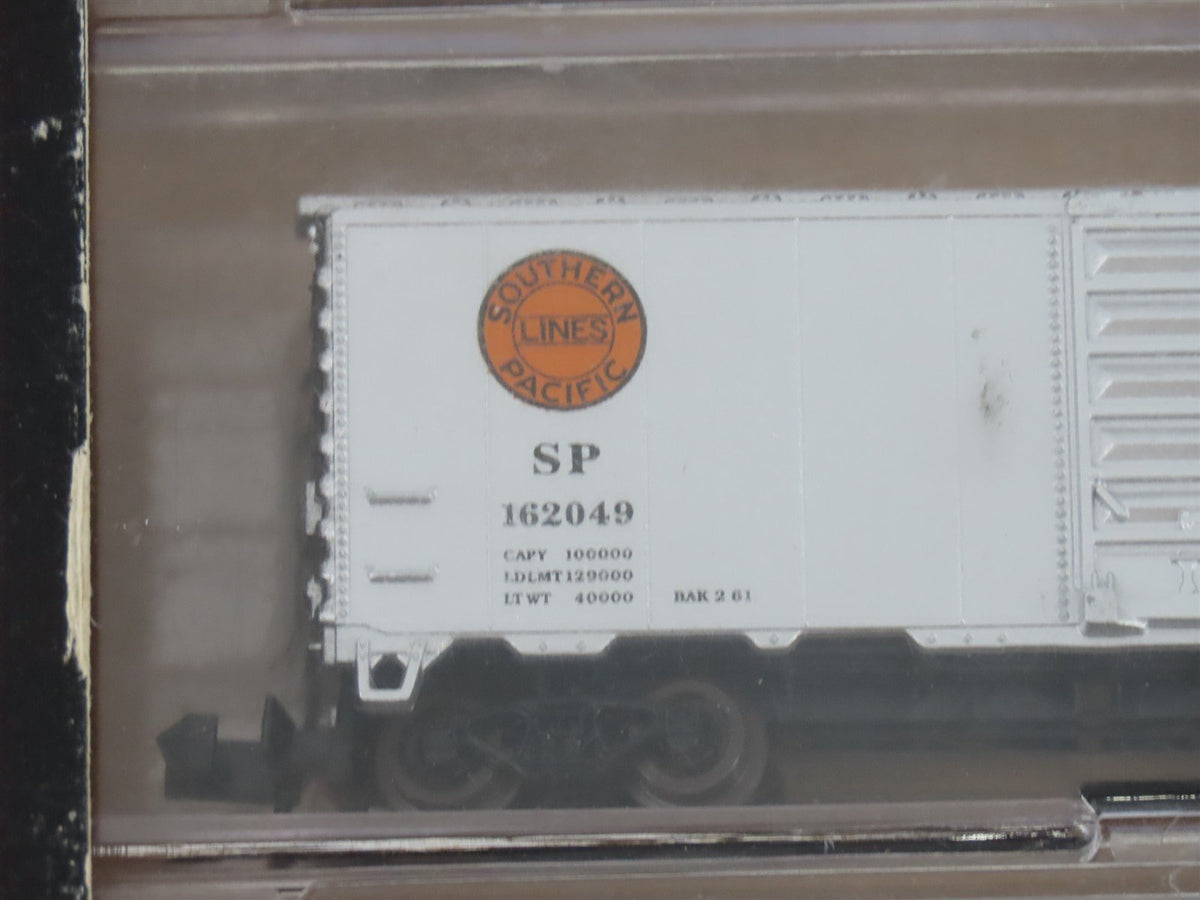 SOUTHERN
LINES
PACIFIC
SP
162049
CAPY 100000
LDLMT 129000
LT WT 40000 BAK 2 61